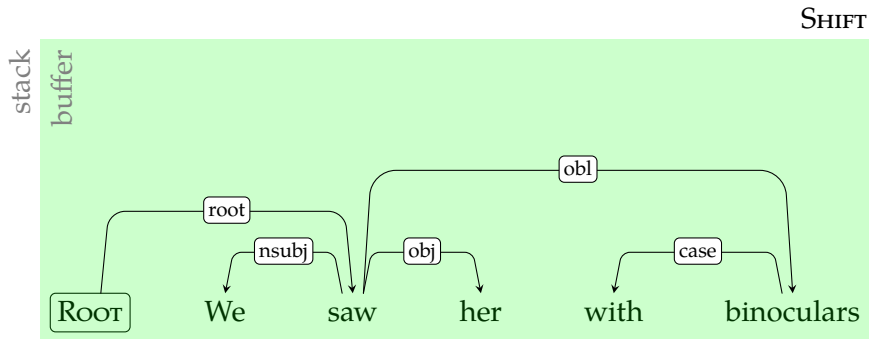 SHIFT
stack
buffer
obl
root
nsubj obj case
ROOT We saw her with binoculars